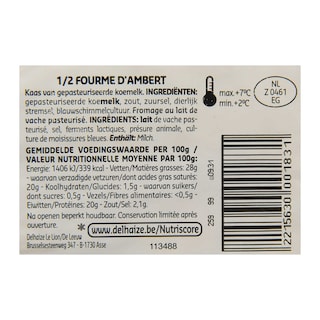 1/2 FOURME D'AMBERT
Kaas van gepasteuriseerde koemelk. INGREDIËNTEN:
gepasteuriseerde koemelk, zout, zuursel, dierlijk
stremsel, blauwschimmelcultuur. Fromage au lait de
vache pasteurisé. INGRÉDIENTS: lait de vache pas-
teurisé, sel, ferments lactiques, présure animale, cul-
ture de moisissures bleues. Enthält: Milch
GEMIDDELDE VOEDINGSWAARDE PER 100g /
VALEUR NUTRITIONNELLE MOYENNE PAR 100g:
Energie: 1406 kJ/339 kcal - Vetten/Matières grasses: 28g
- waarvan verzadigde vetzuren/dont acides gras saturés:
20g - Koolhydraten/Glucides: 1,5g - waarvan suikers/
dont sucres: 0,5g - Vezels/Fibres alimentaires: <0,5g -
Eiwitten/Protéines: 20g - Zout/Sel: 2,1g.
Na openen beperkt houdbaar. Conservation limitée après
ouverture.
www.delhaize.be/Nutriscore
Delhaize Le Lion/De Leeuw
Brusselsesteenweg 347 - B-1730 Asse
113488
max.+7°C
min.+2°C
NL
Z 0461
EG
259 99
2215630100183